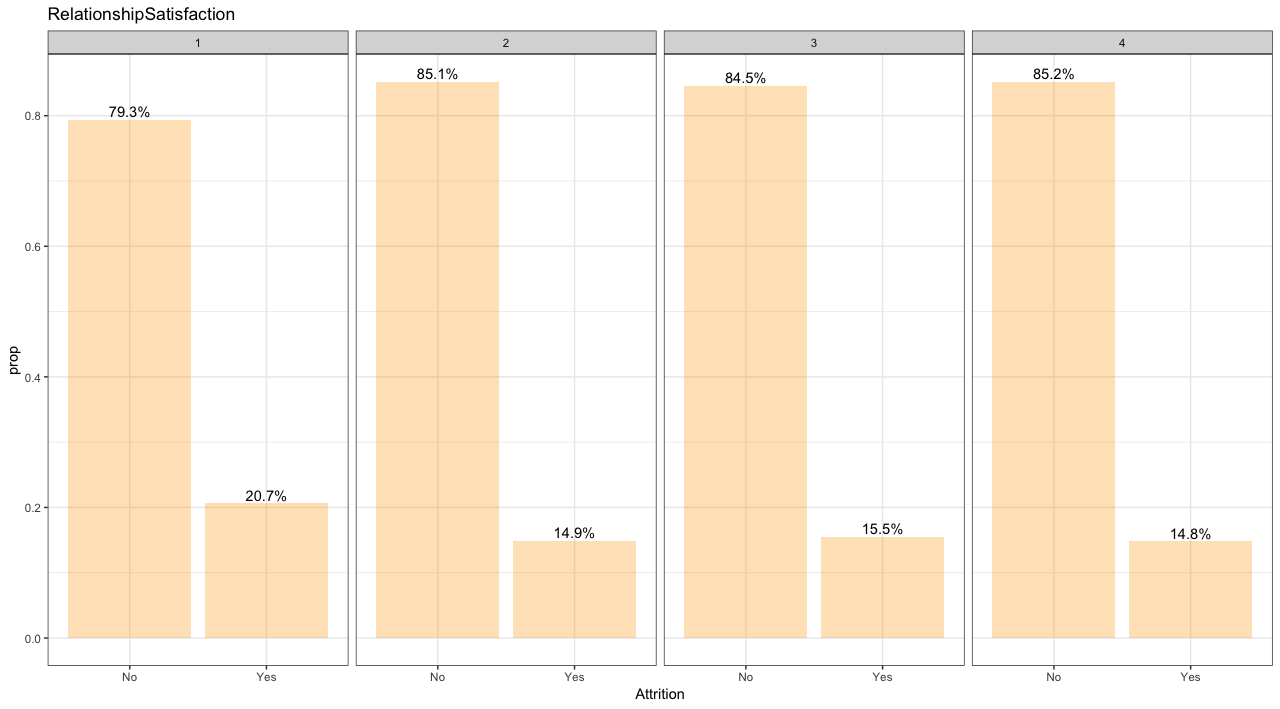 RelationshipSatisfaction
1 2 3 4
79.3% 85.1% 84.5% 85.2%
20.7% 14.9% 15.5% 14.8%
0.8
0.6
0.4
0.2
0.0
prop
No Yes No Yes No Yes No Yes
Attrition